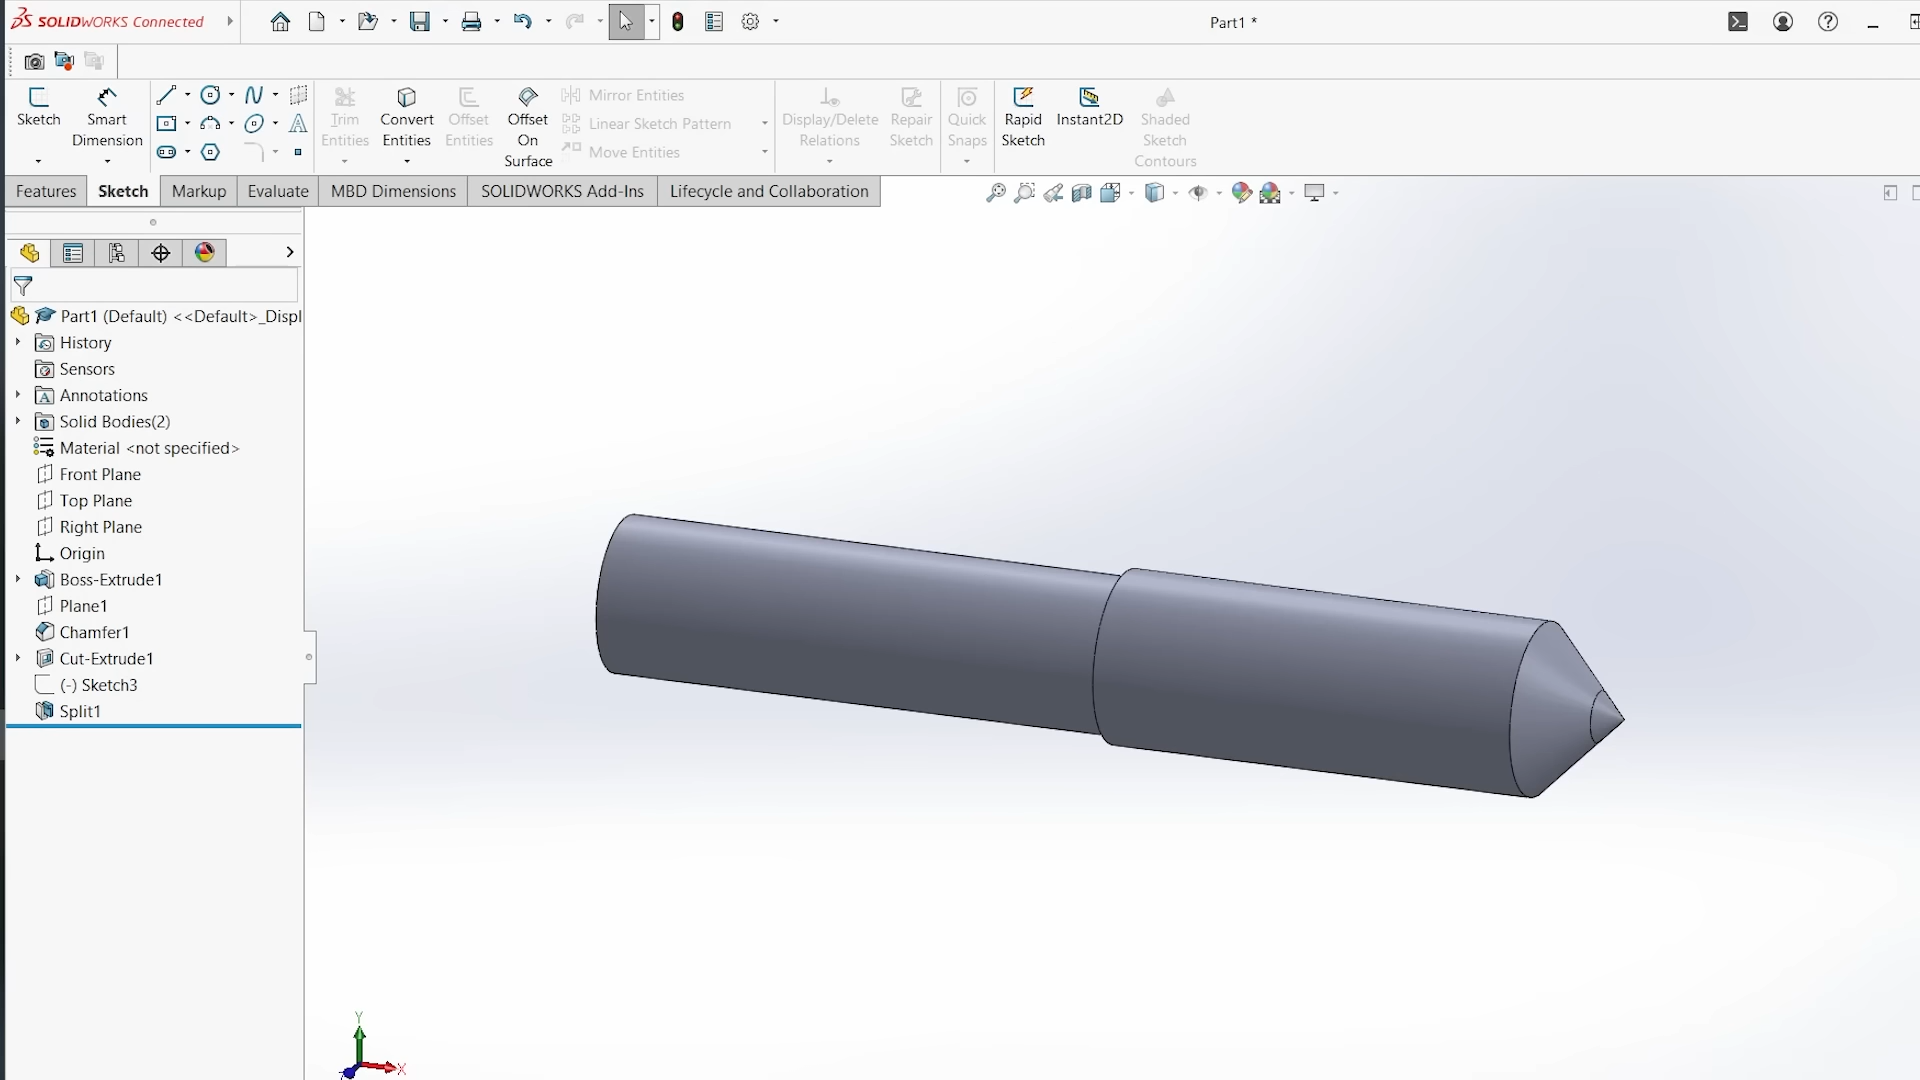 SOLIDWORKS Connected
Part1 *
Sketch
Smart Dimension
Trim Entities
Convert Entities
Offset Entities
Offset On Surface
Mirror Entities
Linear Sketch Pattern
Move Entities
Display/Delete Relations
Repair Sketch
Quick Snaps
Rapid Sketch
Instant2D
Shaded Sketch Contours
Features
Sketch
Markup
Evaluate
MBD Dimensions
SOLIDWORKS Add-Ins
Lifecycle and Collaboration
Part1 (Default) <<Default>_Displ
History
Sensors
Annotations
Solid Bodies(2)
Material <not specified>
Front Plane
Top Plane
Right Plane
Origin
Boss-Extrude1
Plane1
Chamfer1
Cut-Extrude1
(-) Sketch3
Split1
Y
X